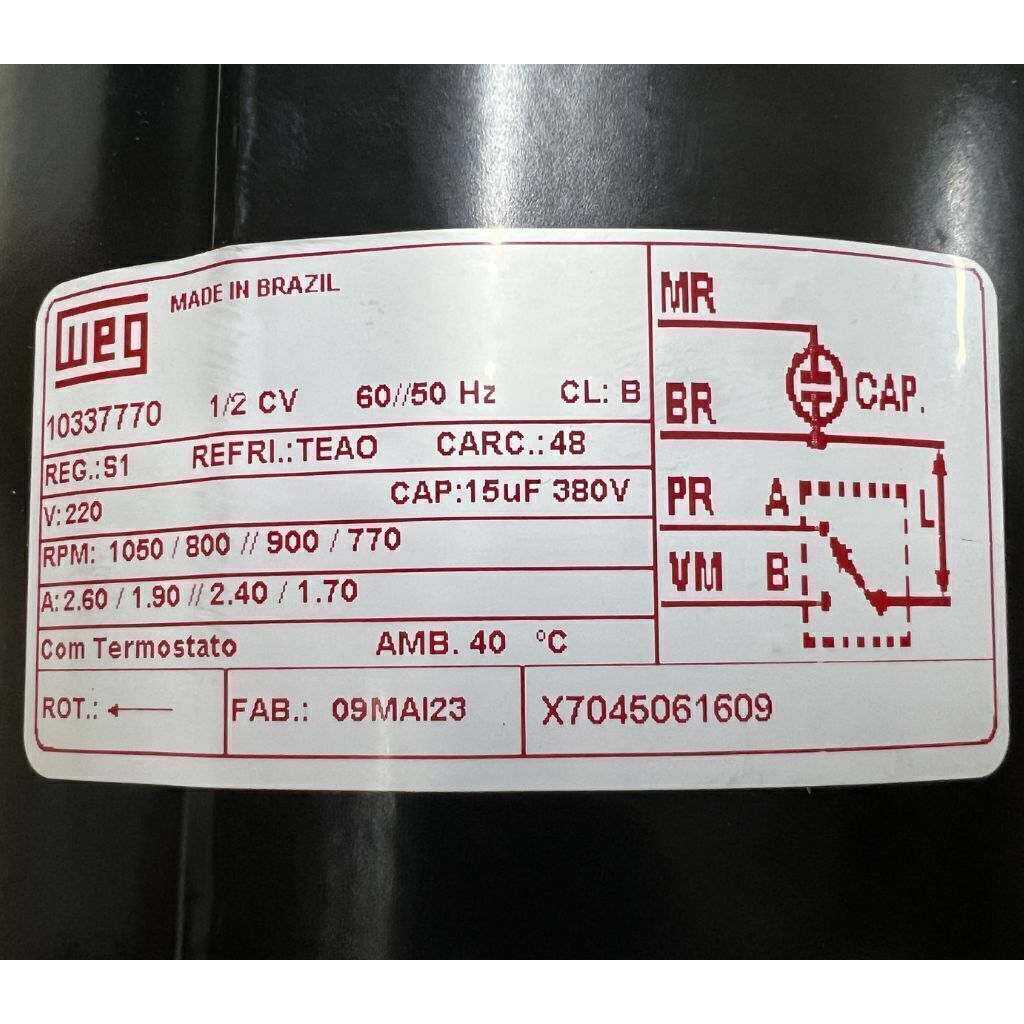 weg MADE IN BRAZIL
10337770 1/2 CV 60//50 Hz CL: B
REG.:S1 REFRI.:TEAO CARC.:48
V:220 CAP:15uF 380V
RPM: 1050 / 800 // 900 / 770
A:2.60 / 1.90 // 2.40 / 1.70
Com Termostato AMB. 40 °C
ROT.: ← FAB.: 09MAI23 X7045061609
MR
CAP.
BR
PR A
L
VM B